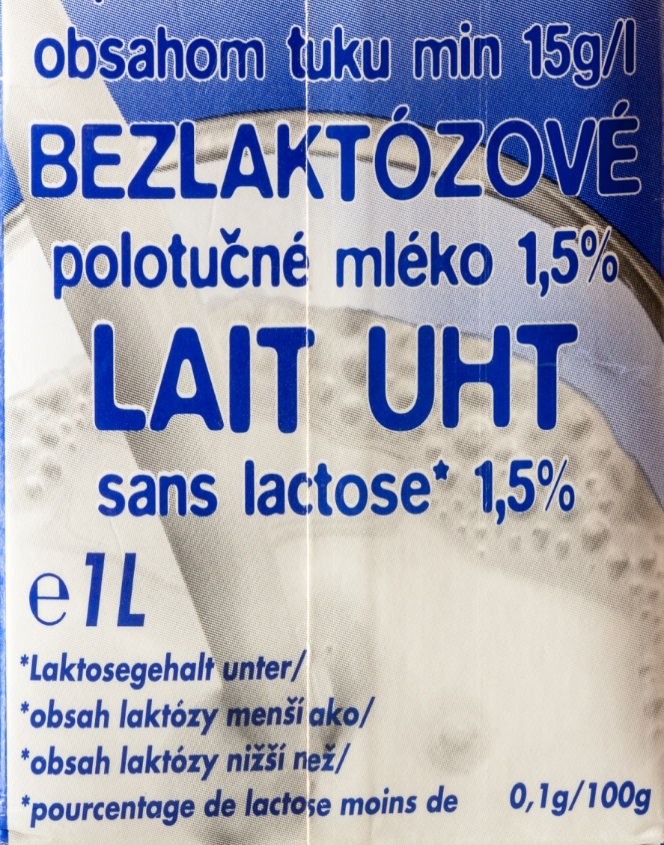 obsahom tuku min 15g/l
BEZLAKTÓZOVÉ
polotučné mléko 1,5%
LAIT UHT
sans lactose* 1,5%
e 1L
*Laktosegehalt unter/
*obsah laktózy menší ako/
*obsah laktózy nižší než/
*pourcentage de lactose moins de 0,1g/100g